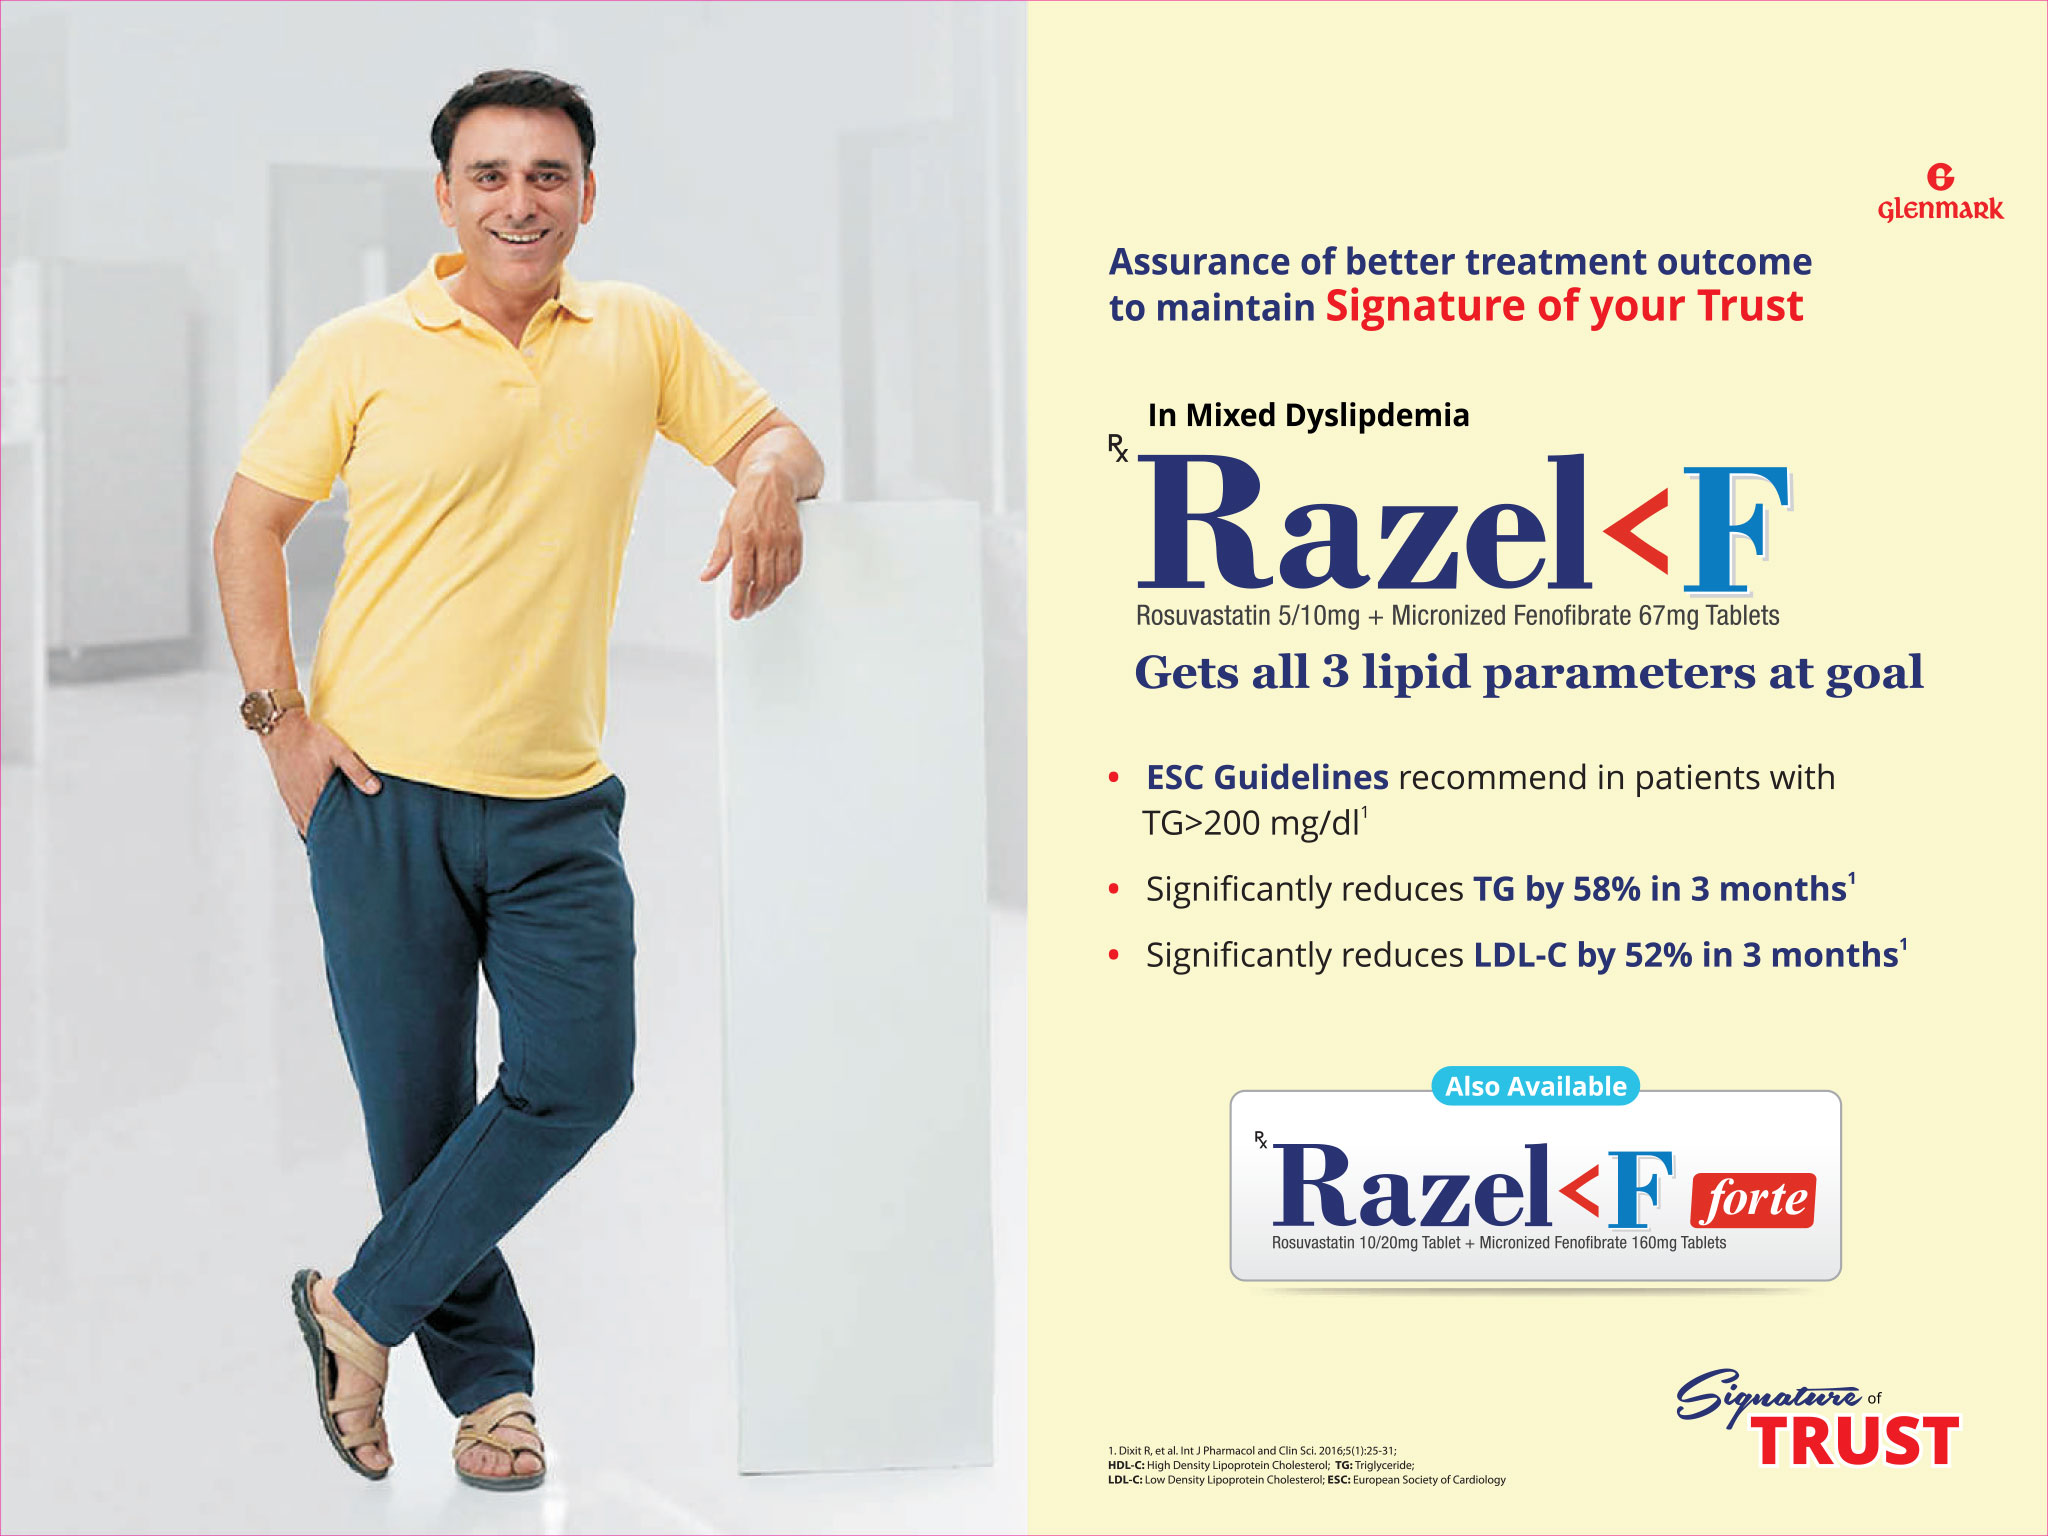 GLENMARK
Assurance of better treatment outcome
to maintain Signature of your Trust
In Mixed Dyslipdemia
Rx Razel<F
Rosuvastatin 5/10mg + Micronized Fenofibrate 67mg Tablets
Gets all 3 lipid parameters at goal
• ESC Guidelines recommend in patients with
TG>200 mg/dl¹
• Significantly reduces TG by 58% in 3 months¹
• Significantly reduces LDL-C by 52% in 3 months¹
Also Available
Rx Razel<F forte
Rosuvastatin 10/20mg Tablet + Micronized Fenofibrate 160mg Tablets
Signature of
TRUST
1. Dixit R, et al. Int J Pharmacol and Clin Sci. 2016;5(1):25-31;
HDL-C: High Density Lipoprotein Cholesterol; TG: Triglyceride;
LDL-C: Low Density Lipoprotein Cholesterol; ESC: European Society of Cardiology